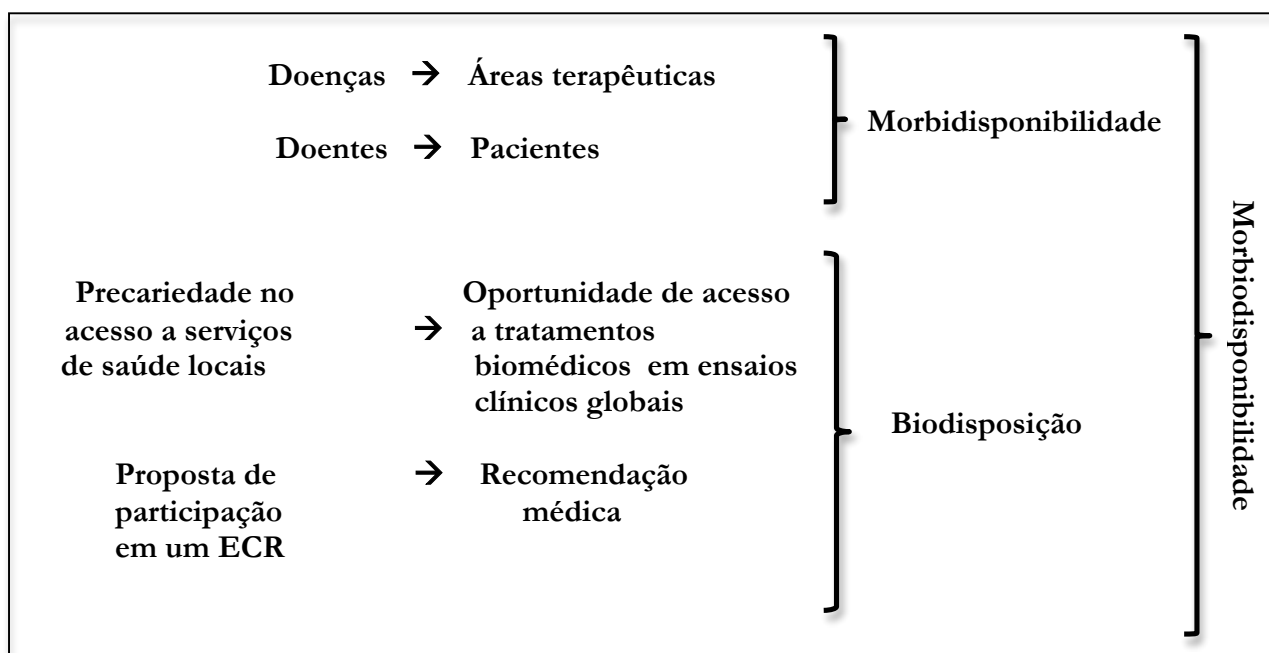 Doenças → Áreas terapêuticas
Doentes → Pacientes
Morbidisponibilidade
Precariedade no
acesso a serviços
de saúde locais
→
Oportunidade de acesso
a tratamentos
biomédicos em ensaios
clínicos globais
Proposta de
participação
em um ECR
→
Recomendação
médica
Biodisposição
Morbiodisponibilidade